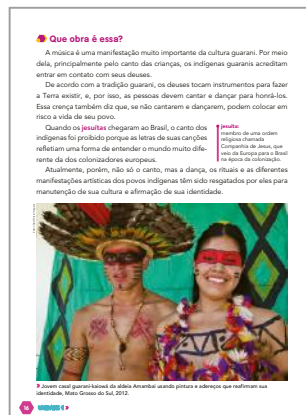 Que obra é essa?
A música é uma manifestação muito importante da cultura guarani. Por meio
dela, principalmente pelo canto das crianças, os indígenas guaranis acreditam
entrar em contato com seus deuses.
De acordo com a tradição guarani, os deuses tocam instrumentos para fazer
a Terra existir, e, por isso, as pessoas devem cantar e dançar para honrá-los.
Essa crença também diz que, se não cantarem e dançarem, podem colocar em
risco a vida de seu povo.
Quando os jesuítas chegaram ao Brasil, o canto dos
indígenas foi proibido porque as letras de suas canções
refletiam uma forma de entender o mundo muito dife-
rente da dos colonizadores europeus.
jesuíta:
membro de uma ordem
religiosa chamada
Companhia de Jesus, que
veio da Europa para o Brasil
na época da colonização.
Atualmente, porém, não só o canto, mas a dança, os rituais e as diferentes
manifestações artísticas dos povos indígenas têm sido resgatados por eles para
manutenção de sua cultura e afirmação de sua identidade.
Jovem casal guarani-kaiowá da aldeia Amambai usando pintura e adereços que reafirmam sua
identidade, Mato Grosso do Sul, 2012.
16